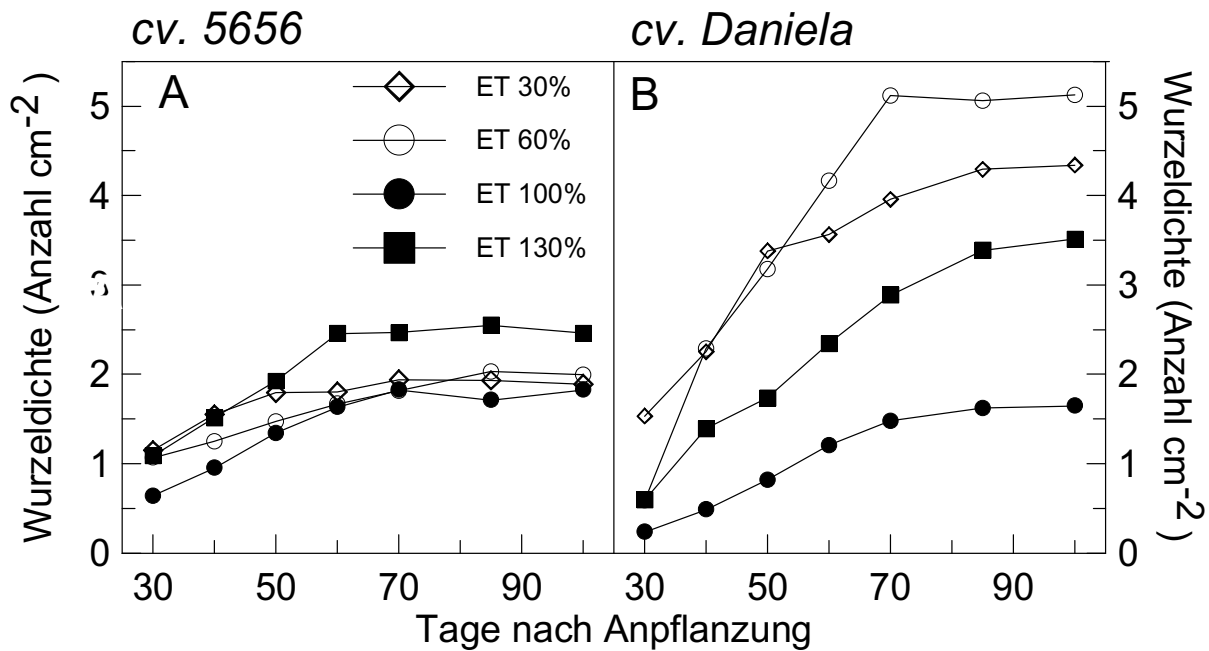 cv. 5656
cv. Daniela
A
B
ET 30%
ET 60%
ET 100%
ET 130%
Wurzeldichte (Anzahl cm-2)
5
4
3
2
1
0
30
50
70
90
30
50
70
90
5
4
3
2
1
0
Wurzeldichte (Anzahl cm-2)
Tage nach Anpflanzung